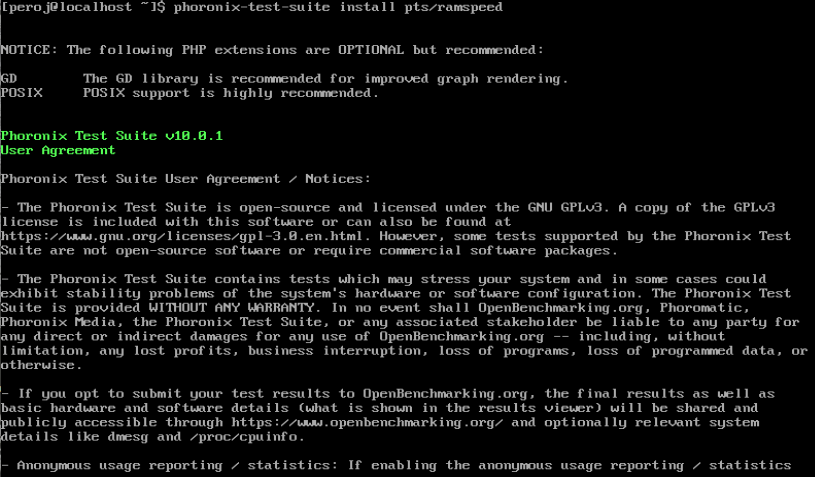 [peroj@localhost ~]$ phoronix-test-suite install pts/ramspeed
NOTICE: The following PHP extensions are OPTIONAL but recommended:
GD The GD library is recommended for improved graph rendering.
POSIX POSIX support is highly recommended.
Phoronix Test Suite v10.0.1
User Agreement
Phoronix Test Suite User Agreement / Notices:
- The Phoronix Test Suite is open-source and licensed under the GNU GPLv3. A copy of the GPLv3
license is included with this software or can also be found at
https://www.gnu.org/licenses/gpl-3.0.en.html. However, some tests supported by the Phoronix Test
Suite are not open-source software or require commercial software packages.
- The Phoronix Test Suite contains tests which may stress your system and in some cases could
exhibit stability problems of the system's hardware or software configuration. The Phoronix Test
Suite is provided WITHOUT ANY WARRANTY. In no event shall OpenBenchmarking.org, Phoromatic,
Phoronix Media, the Phoronix Test Suite, or any associated stakeholder be liable to any party for
any direct or indirect damages for any use of OpenBenchmarking.org -- including, without
limitation, any lost profits, business interruption, loss of programs, loss of programmed data, or
otherwise.
- If you opt to submit your test results to OpenBenchmarking.org, the final results as well as
basic hardware and software details (what is shown in the results viewer) will be shared and
publicly accessible through https://www.openbenchmarking.org/ and optionally relevant system
details like dmesg and /proc/cpuinfo.
- Anonymous usage reporting / statistics: If enabling the anonymous usage reporting / statistics